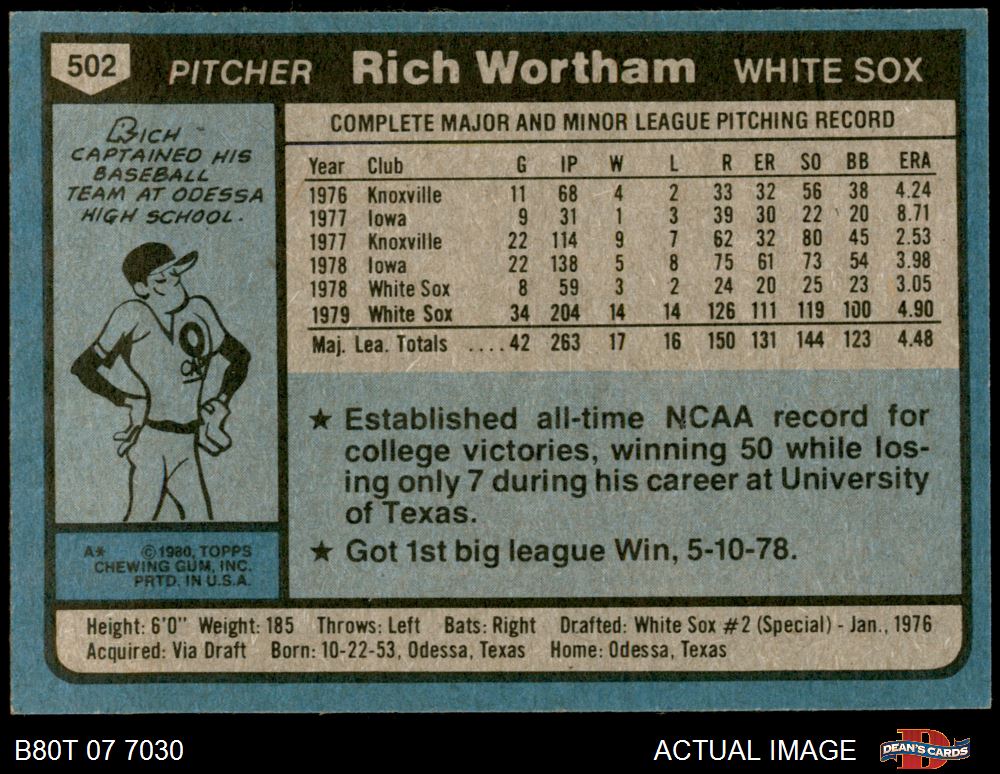 502 PITCHER Rich Wortham WHITE SOX
RICH
CAPTAINED HIS
BASEBALL
TEAM AT ODESSA
HIGH SCHOOL.
A* ©1980, TOPPS
CHEWING GUM, INC.
PRTD. IN U.S.A.
COMPLETE MAJOR AND MINOR LEAGUE PITCHING RECORD
Year Club G IP W L R ER SO BB ERA
1976 Knoxville 11 68 4 2 33 32 56 38 4.24
1977 Iowa 9 31 1 3 39 30 22 20 8.71
1977 Knoxville 22 114 9 7 62 32 80 45 2.53
1978 Iowa 22 138 5 8 75 61 73 54 3.98
1978 White Sox 8 59 3 2 24 20 25 23 3.05
1979 White Sox 34 204 14 14 126 111 119 100 4.90
Maj. Lea. Totals ....42 263 17 16 150 131 144 123 4.48
★ Established all-time NCAA record for
college victories, winning 50 while los-
ing only 7 during his career at University
of Texas.
★ Got 1st big league Win, 5-10-78.
Height: 6'0" Weight: 185 Throws: Left Bats: Right Drafted: White Sox #2 (Special) - Jan., 1976
Acquired: Via Draft Born: 10-22-53, Odessa, Texas Home: Odessa, Texas
B80T 07 7030 ACTUAL IMAGE DEAN'S CARDS